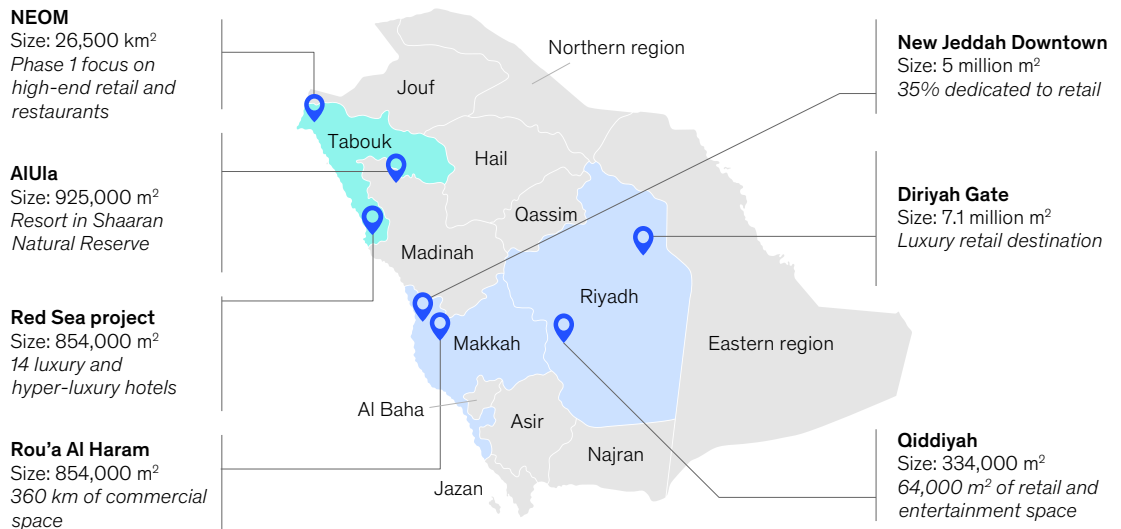 NEOM
Size: 26,500 km²
Phase 1 focus on
high-end retail and
restaurants
AlUla
Size: 925,000 m²
Resort in Shaaran
Natural Reserve
Red Sea project
Size: 854,000 m²
14 luxury and
hyper-luxury hotels
Rou’a Al Haram
Size: 854,000 m²
360 km of commercial
space
Northern region
Jouf
Tabouk
Hail
Qassim
Madinah
Riyadh
Makkah
Eastern region
Al Baha
Asir
Najran
Jazan
New Jeddah Downtown
Size: 5 million m²
35% dedicated to retail
Diriyah Gate
Size: 7.1 million m²
Luxury retail destination
Qiddiyah
Size: 334,000 m²
64,000 m² of retail and
entertainment space